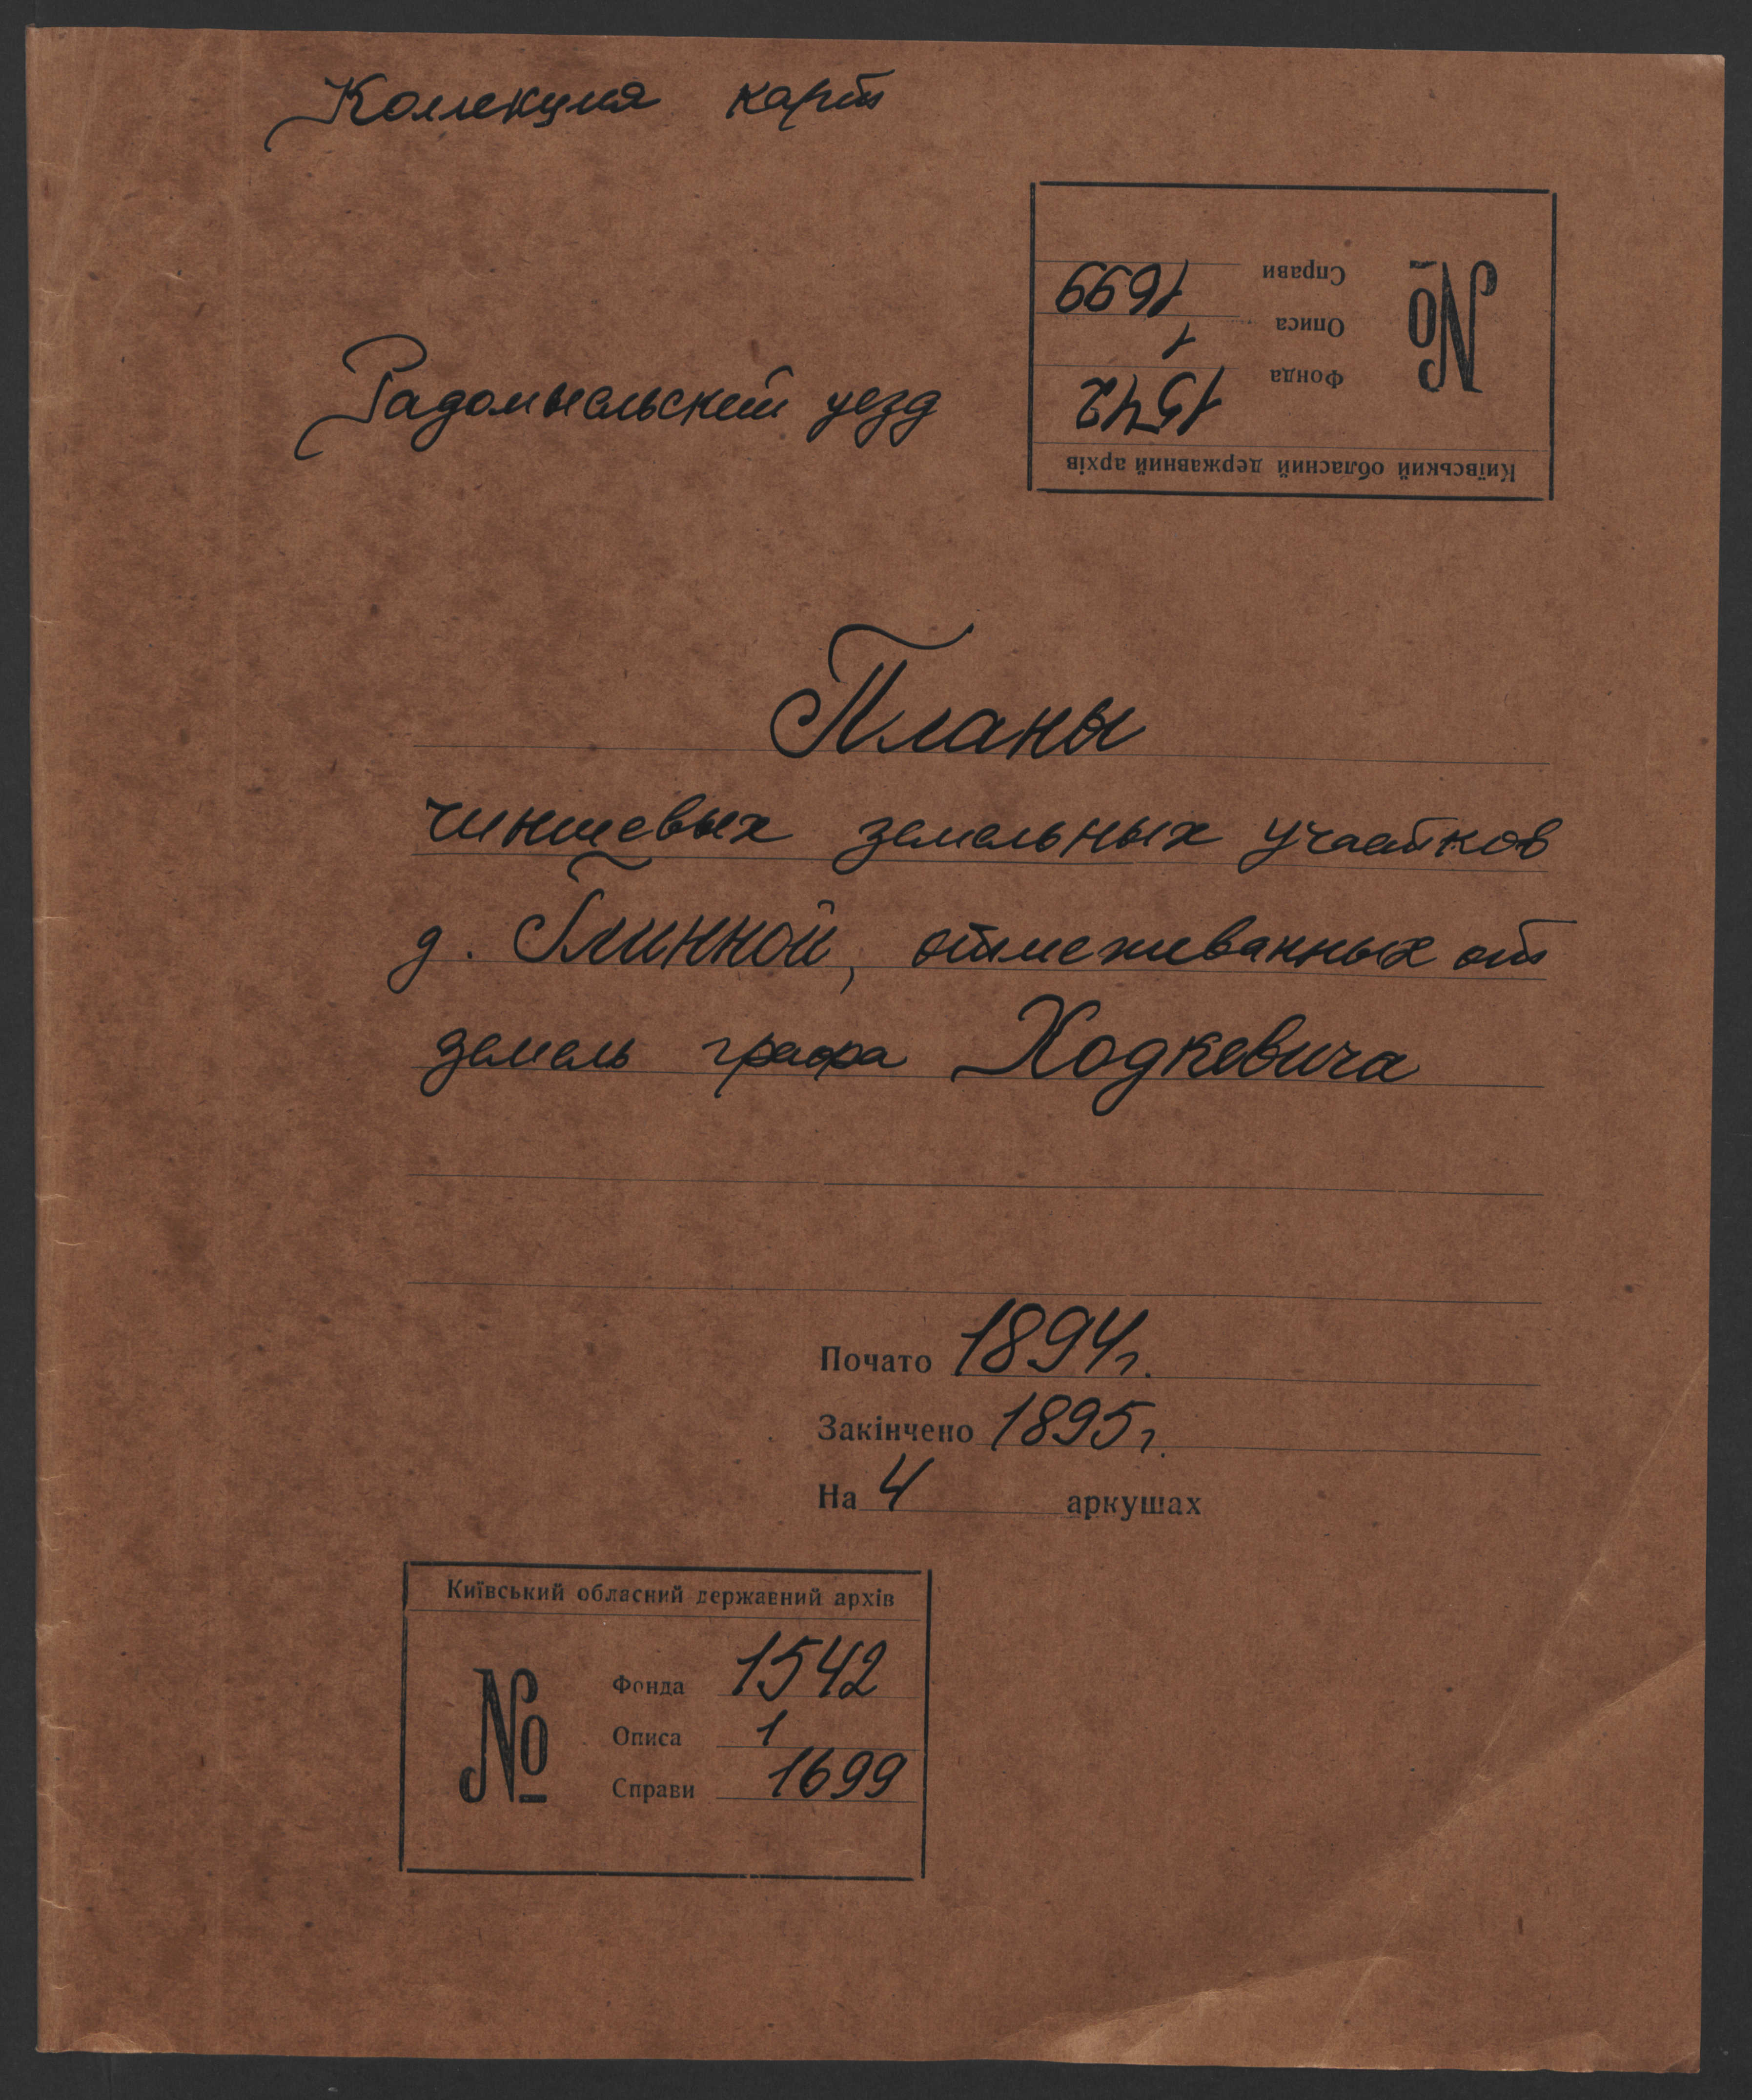 Коллекция карт
Справи 1699
Описа 1
№
Фонда 1542
Київський обласний державний архів
Радомысльский уезд
Планы
чиншевых земельных участков
д. Глинной, отмежеванных от
земель графа Ходкевича
Почато 1894г.
Закінчено 1895г.
На 4 аркушах
Київський обласний державний архів
№
Фонда 1542
Описа 1
Справи 1699